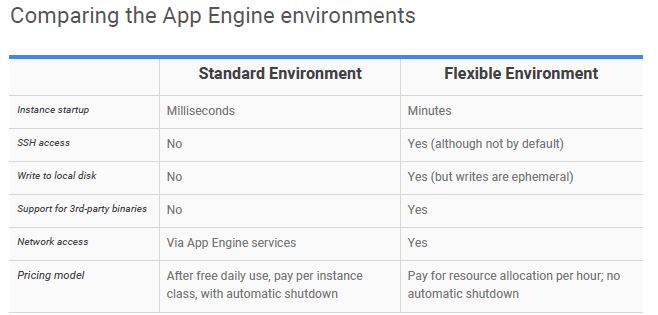 Comparing the App Engine environments
Standard Environment Flexible Environment
Instance startup Milliseconds Minutes
SSH access No Yes (although not by default)
Write to local disk No Yes (but writes are ephemeral)
Support for 3rd-party binaries No Yes
Network access Via App Engine services Yes
Pricing model After free daily use, pay per instance Pay for resource allocation per hour; no
class, with automatic shutdown automatic shutdown